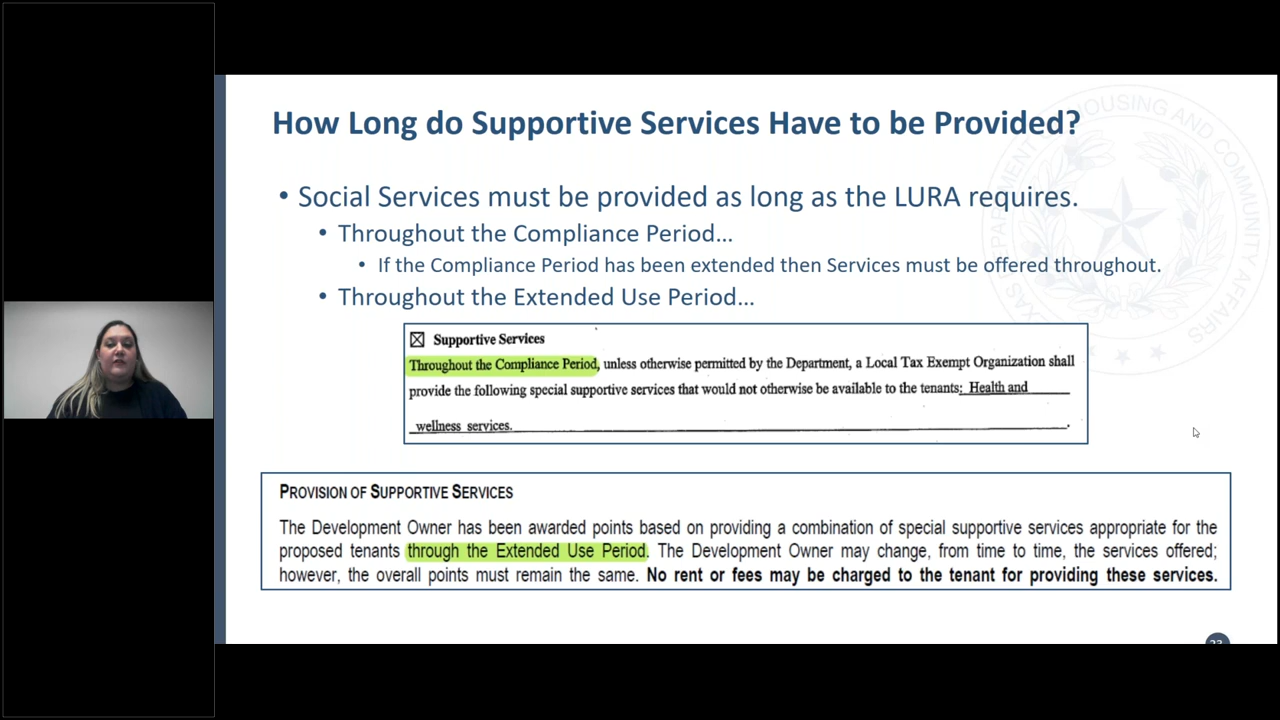 How Long do Supportive Services Have to be Provided?
• Social Services must be provided as long as the LURA requires.
• Throughout the Compliance Period...
• If the Compliance Period has been extended then Services must be offered throughout.
• Throughout the Extended Use Period...
☒ Supportive Services
Throughout the Compliance Period, unless otherwise permitted by the Department, a Local Tax Exempt Organization shall
provide the following special supportive services that would not otherwise be available to the tenants: Health and
wellness services.
PROVISION OF SUPPORTIVE SERVICES
The Development Owner has been awarded points based on providing a combination of special supportive services appropriate for the
proposed tenants through the Extended Use Period. The Development Owner may change, from time to time, the services offered;
however, the overall points must remain the same. No rent or fees may be charged to the tenant for providing these services.
TEXAS DEPARTMENT OF HOUSING AND COMMUNITY AFFAIRS